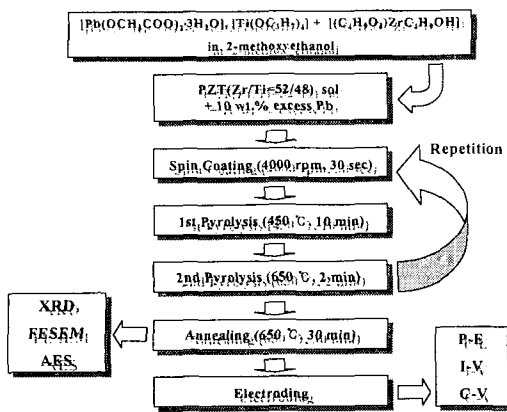 [Pb(OCH₃COO)₂·3H₂O], [Ti(OC₃H₇)₄] + [(C₄H₉O₄)ZrC₄H₉OH]
in 2-methoxyethanol
PZT(Zr/Ti=52/48) sol
+ 10 wt.% excess Pb
Spin Coating (4000 rpm, 30 sec)
Repetition
1st Pyrolysis (450 ℃, 10 min)
2nd Pyrolysis (650 ℃, 2 min)
Annealing (650 ℃, 30 min)
XRD
FESEM
AES
Electroding
P-E
I-V
C-V